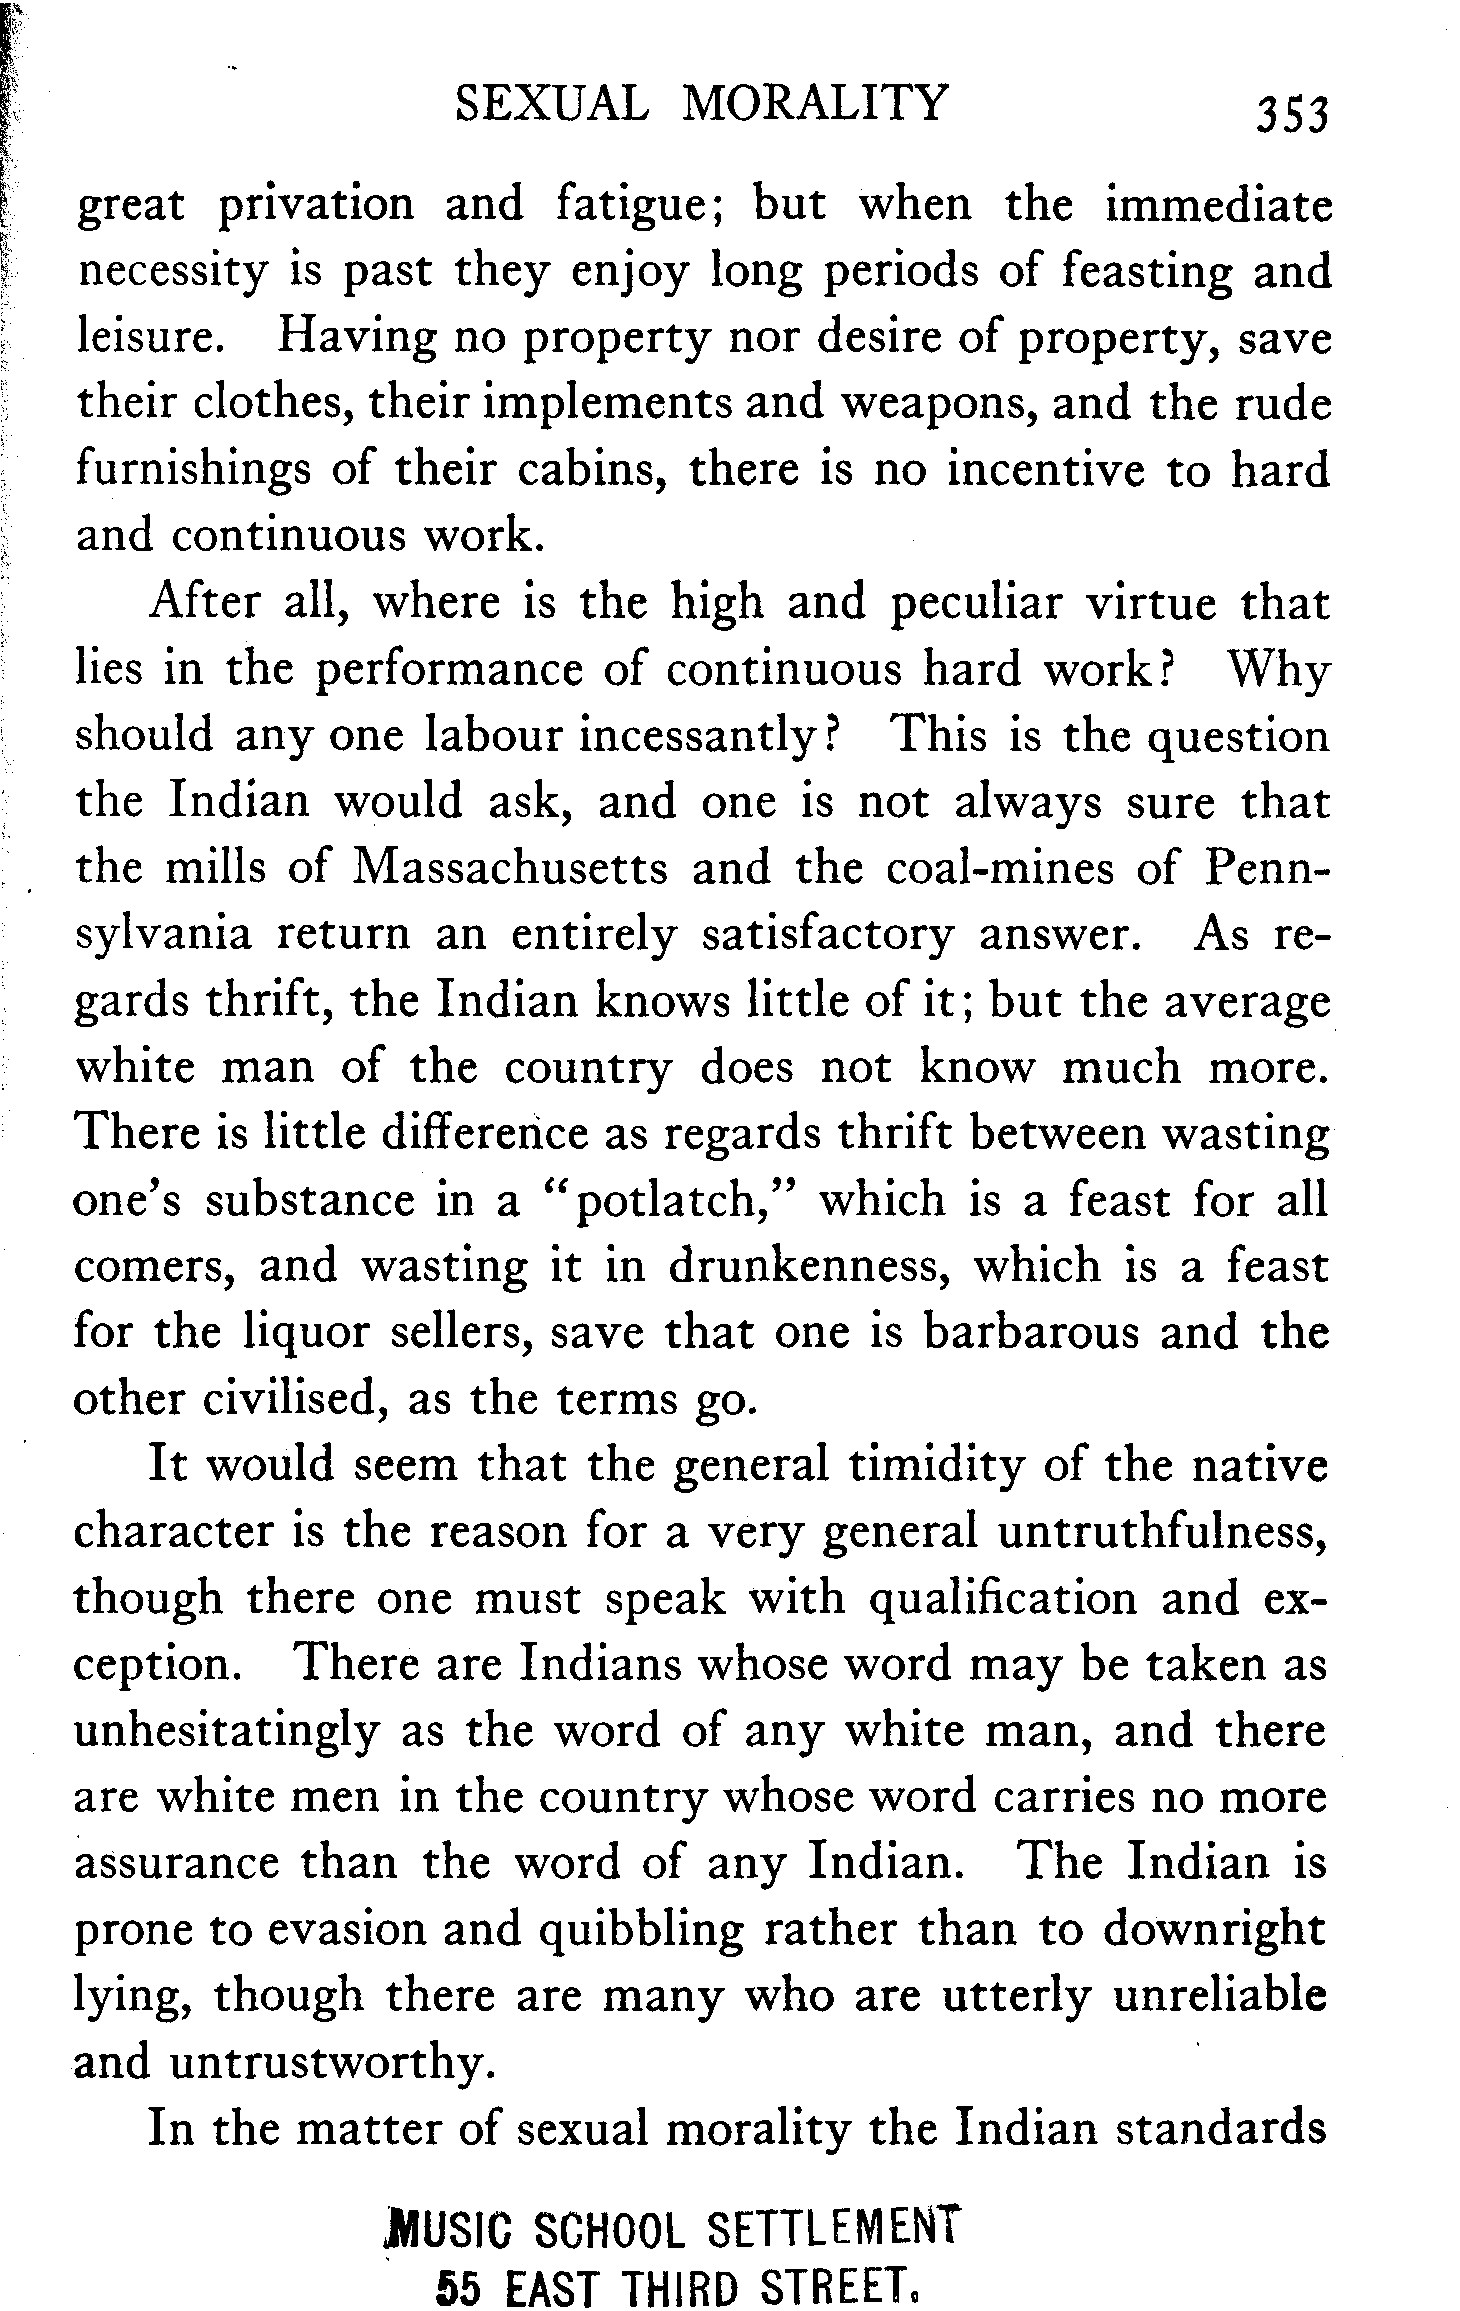 SEXUAL MORALITY 353
great privation and fatigue; but when the immediate
necessity is past they enjoy long periods of feasting and
leisure. Having no property nor desire of property, save
their clothes, their implements and weapons, and the rude
furnishings of their cabins, there is no incentive to hard
and continuous work.
After all, where is the high and peculiar virtue that
lies in the performance of continuous hard work? Why
should any one labour incessantly? This is the question
the Indian would ask, and one is not always sure that
the mills of Massachusetts and the coal-mines of Penn-
sylvania return an entirely satisfactory answer. As re-
gards thrift, the Indian knows little of it; but the average
white man of the country does not know much more.
There is little difference as regards thrift between wasting
one's substance in a "potlatch," which is a feast for all
comers, and wasting it in drunkenness, which is a feast
for the liquor sellers, save that one is barbarous and the
other civilised, as the terms go.
It would seem that the general timidity of the native
character is the reason for a very general untruthfulness,
though there one must speak with qualification and ex-
ception. There are Indians whose word may be taken as
unhesitatingly as the word of any white man, and there
are white men in the country whose word carries no more
assurance than the word of any Indian. The Indian is
prone to evasion and quibbling rather than to downright
lying, though there are many who are utterly unreliable
and untrustworthy.
In the matter of sexual morality the Indian standards
MUSIC SCHOOL SETTLEMENT
55 EAST THIRD STREET.